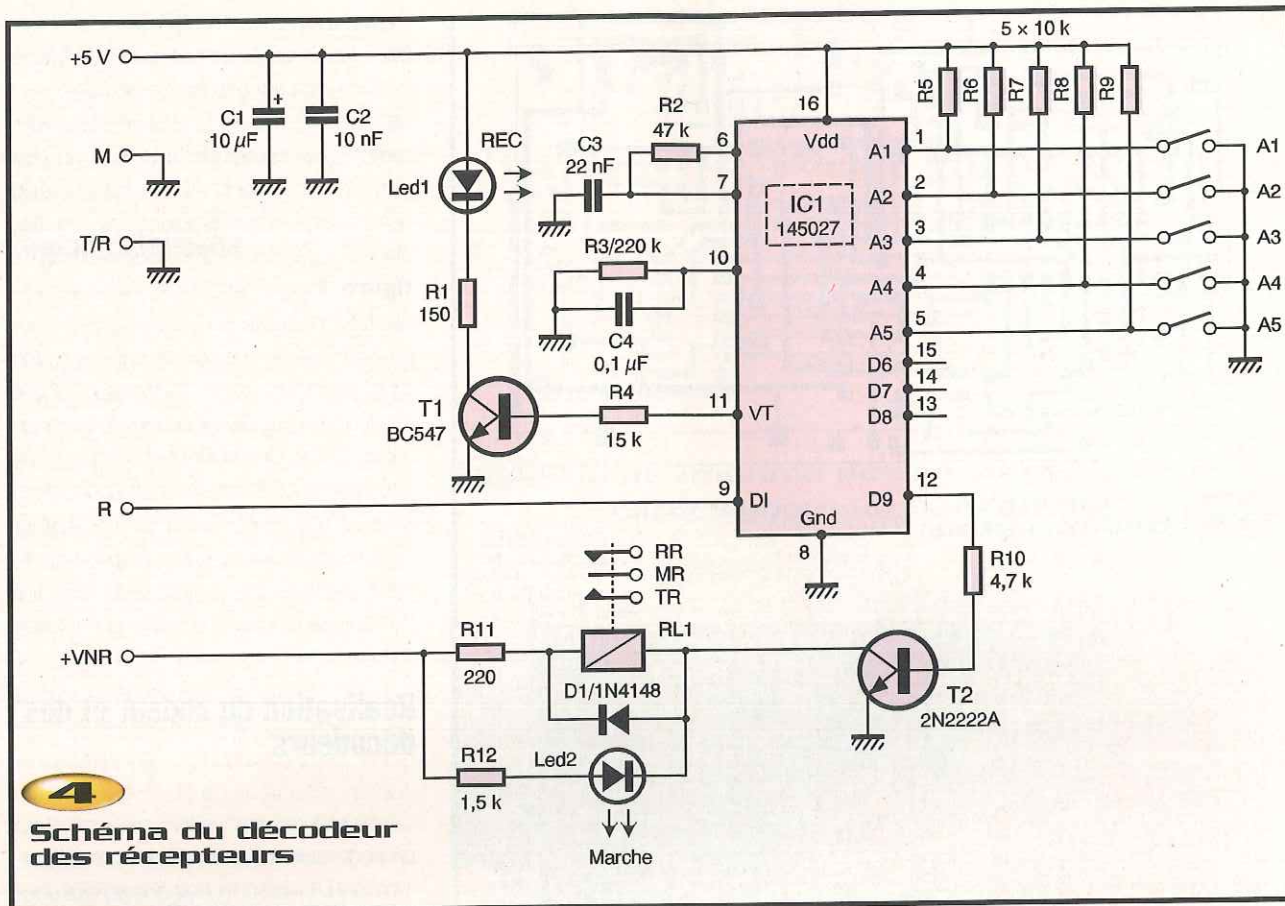 5 × 10 k
+5 V
C1
10 µF
+
C2
10 nF
REC
Led1
C3
22 nF
R2
47 k
6
7
16
Vdd
IC1
145027
R5
R6
R7
R8
R9
A1
1
A1
A2
2
A2
A3
3
A3
A4
4
A4
A5
5
A5
M
T/R
R1
150
R3/220 k
10
C4
0,1 µF
D6
15
D7
14
D8
13
T1
BC547
R4
15 k
11
VT
R
9
DI
D9
12
Gnd
8
RR
MR
TR
R10
4,7 k
+VNR
R11
220
RL1
D1/1N4148
T2
2N2222A
R12
1,5 k
Led2
Marche
4
Schéma du décodeur
des récepteurs